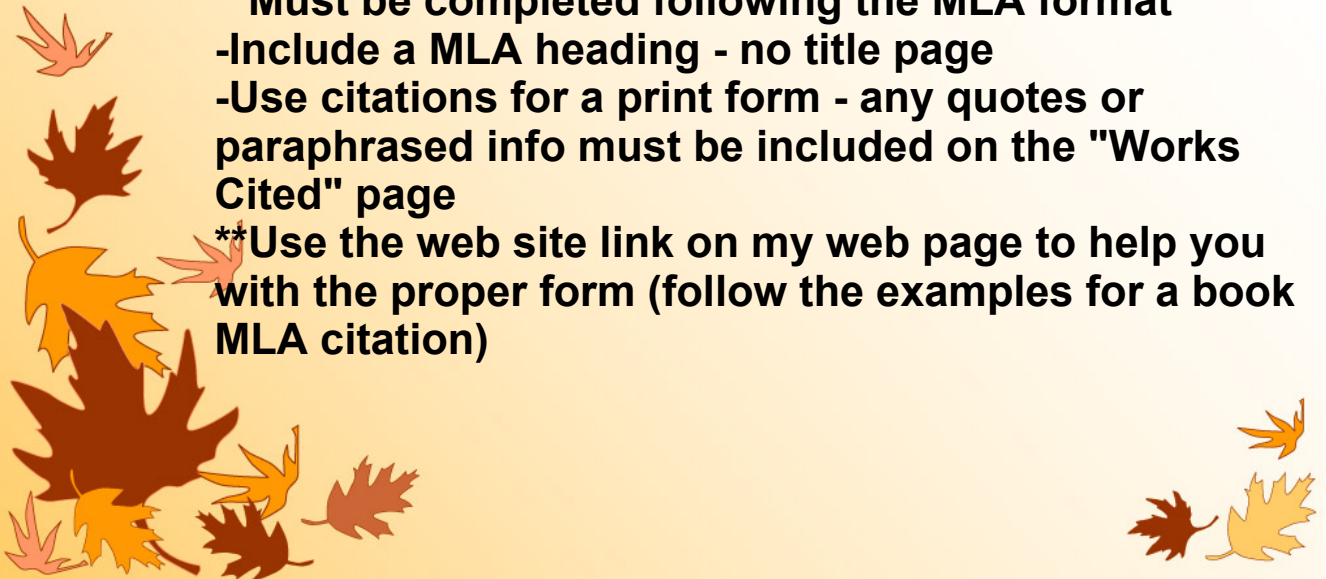 Must be completed following the MLA format
-Include a MLA heading - no title page
-Use citations for a print form - any quotes or
paraphrased info must be included on the "Works
Cited" page
**Use the web site link on my web page to help you
with the proper form (follow the examples for a book
MLA citation)